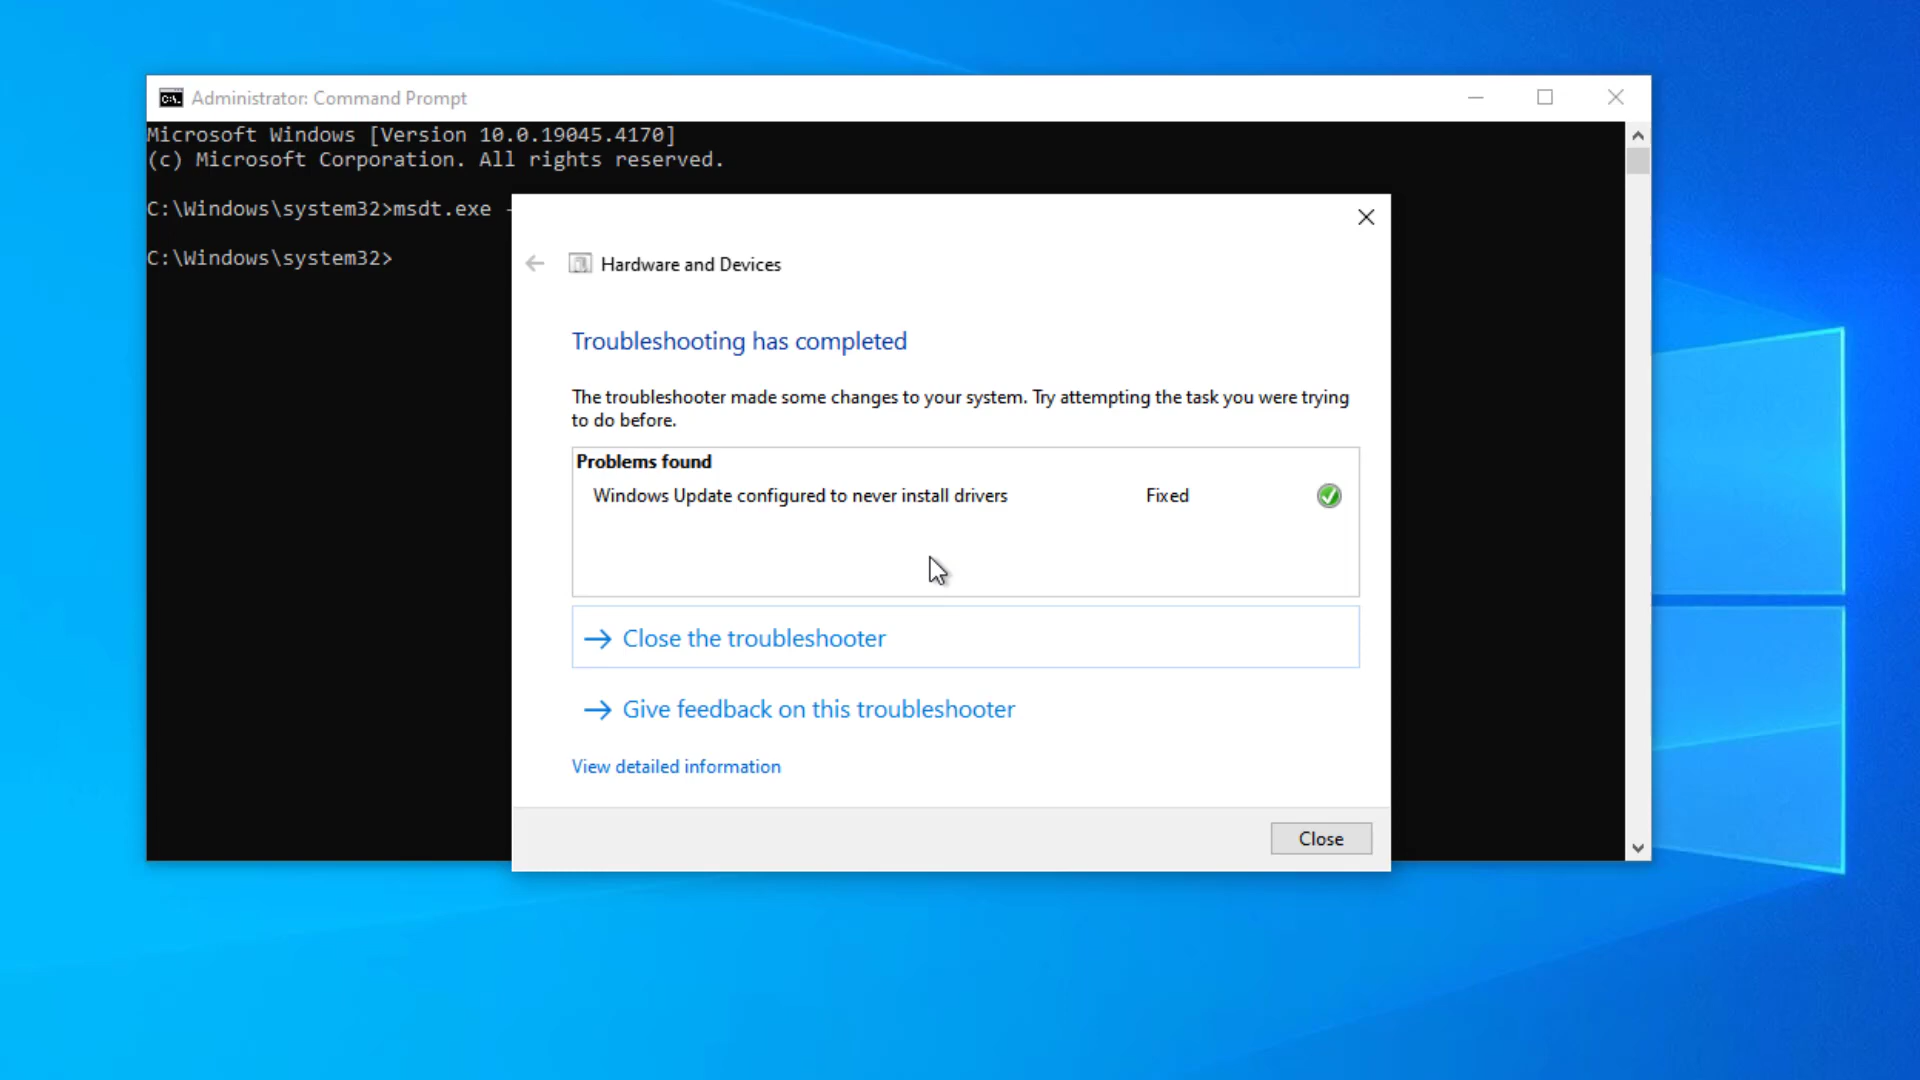 Administrator: Command Prompt
Microsoft Windows [Version 10.0.19045.4170]
(c) Microsoft Corporation. All rights reserved.
C:\Windows\system32>msdt.exe -
C:\Windows\system32>
Hardware and Devices
Troubleshooting has completed
The troubleshooter made some changes to your system. Try attempting the task you were trying
to do before.
Problems found
Windows Update configured to never install drivers Fixed
Close the troubleshooter
Give feedback on this troubleshooter
View detailed information
Close